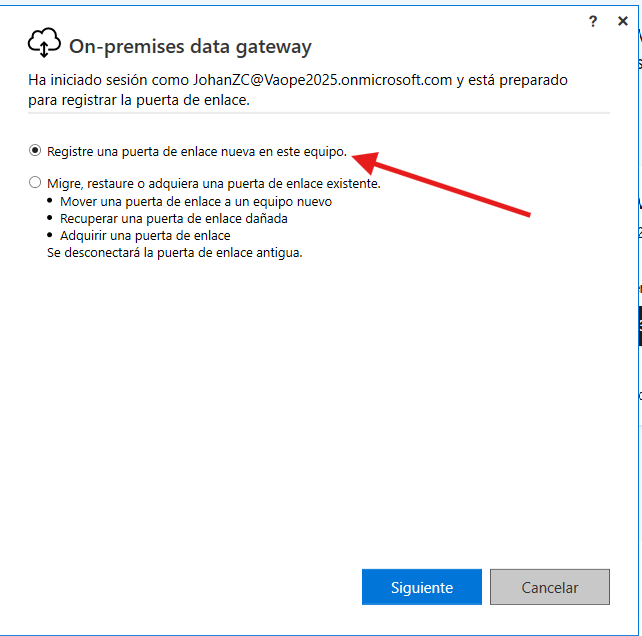 ? ×
On-premises data gateway
Ha iniciado sesión como JohanZC@Vaope2025.onmicrosoft.com y está preparado
para registrar la puerta de enlace.
Registre una puerta de enlace nueva en este equipo.
Migre, restaure o adquiera una puerta de enlace existente.
• Mover una puerta de enlace a un equipo nuevo
• Recuperar una puerta de enlace dañada
• Adquirir una puerta de enlace
Se desconectará la puerta de enlace antigua.
Siguiente
Cancelar